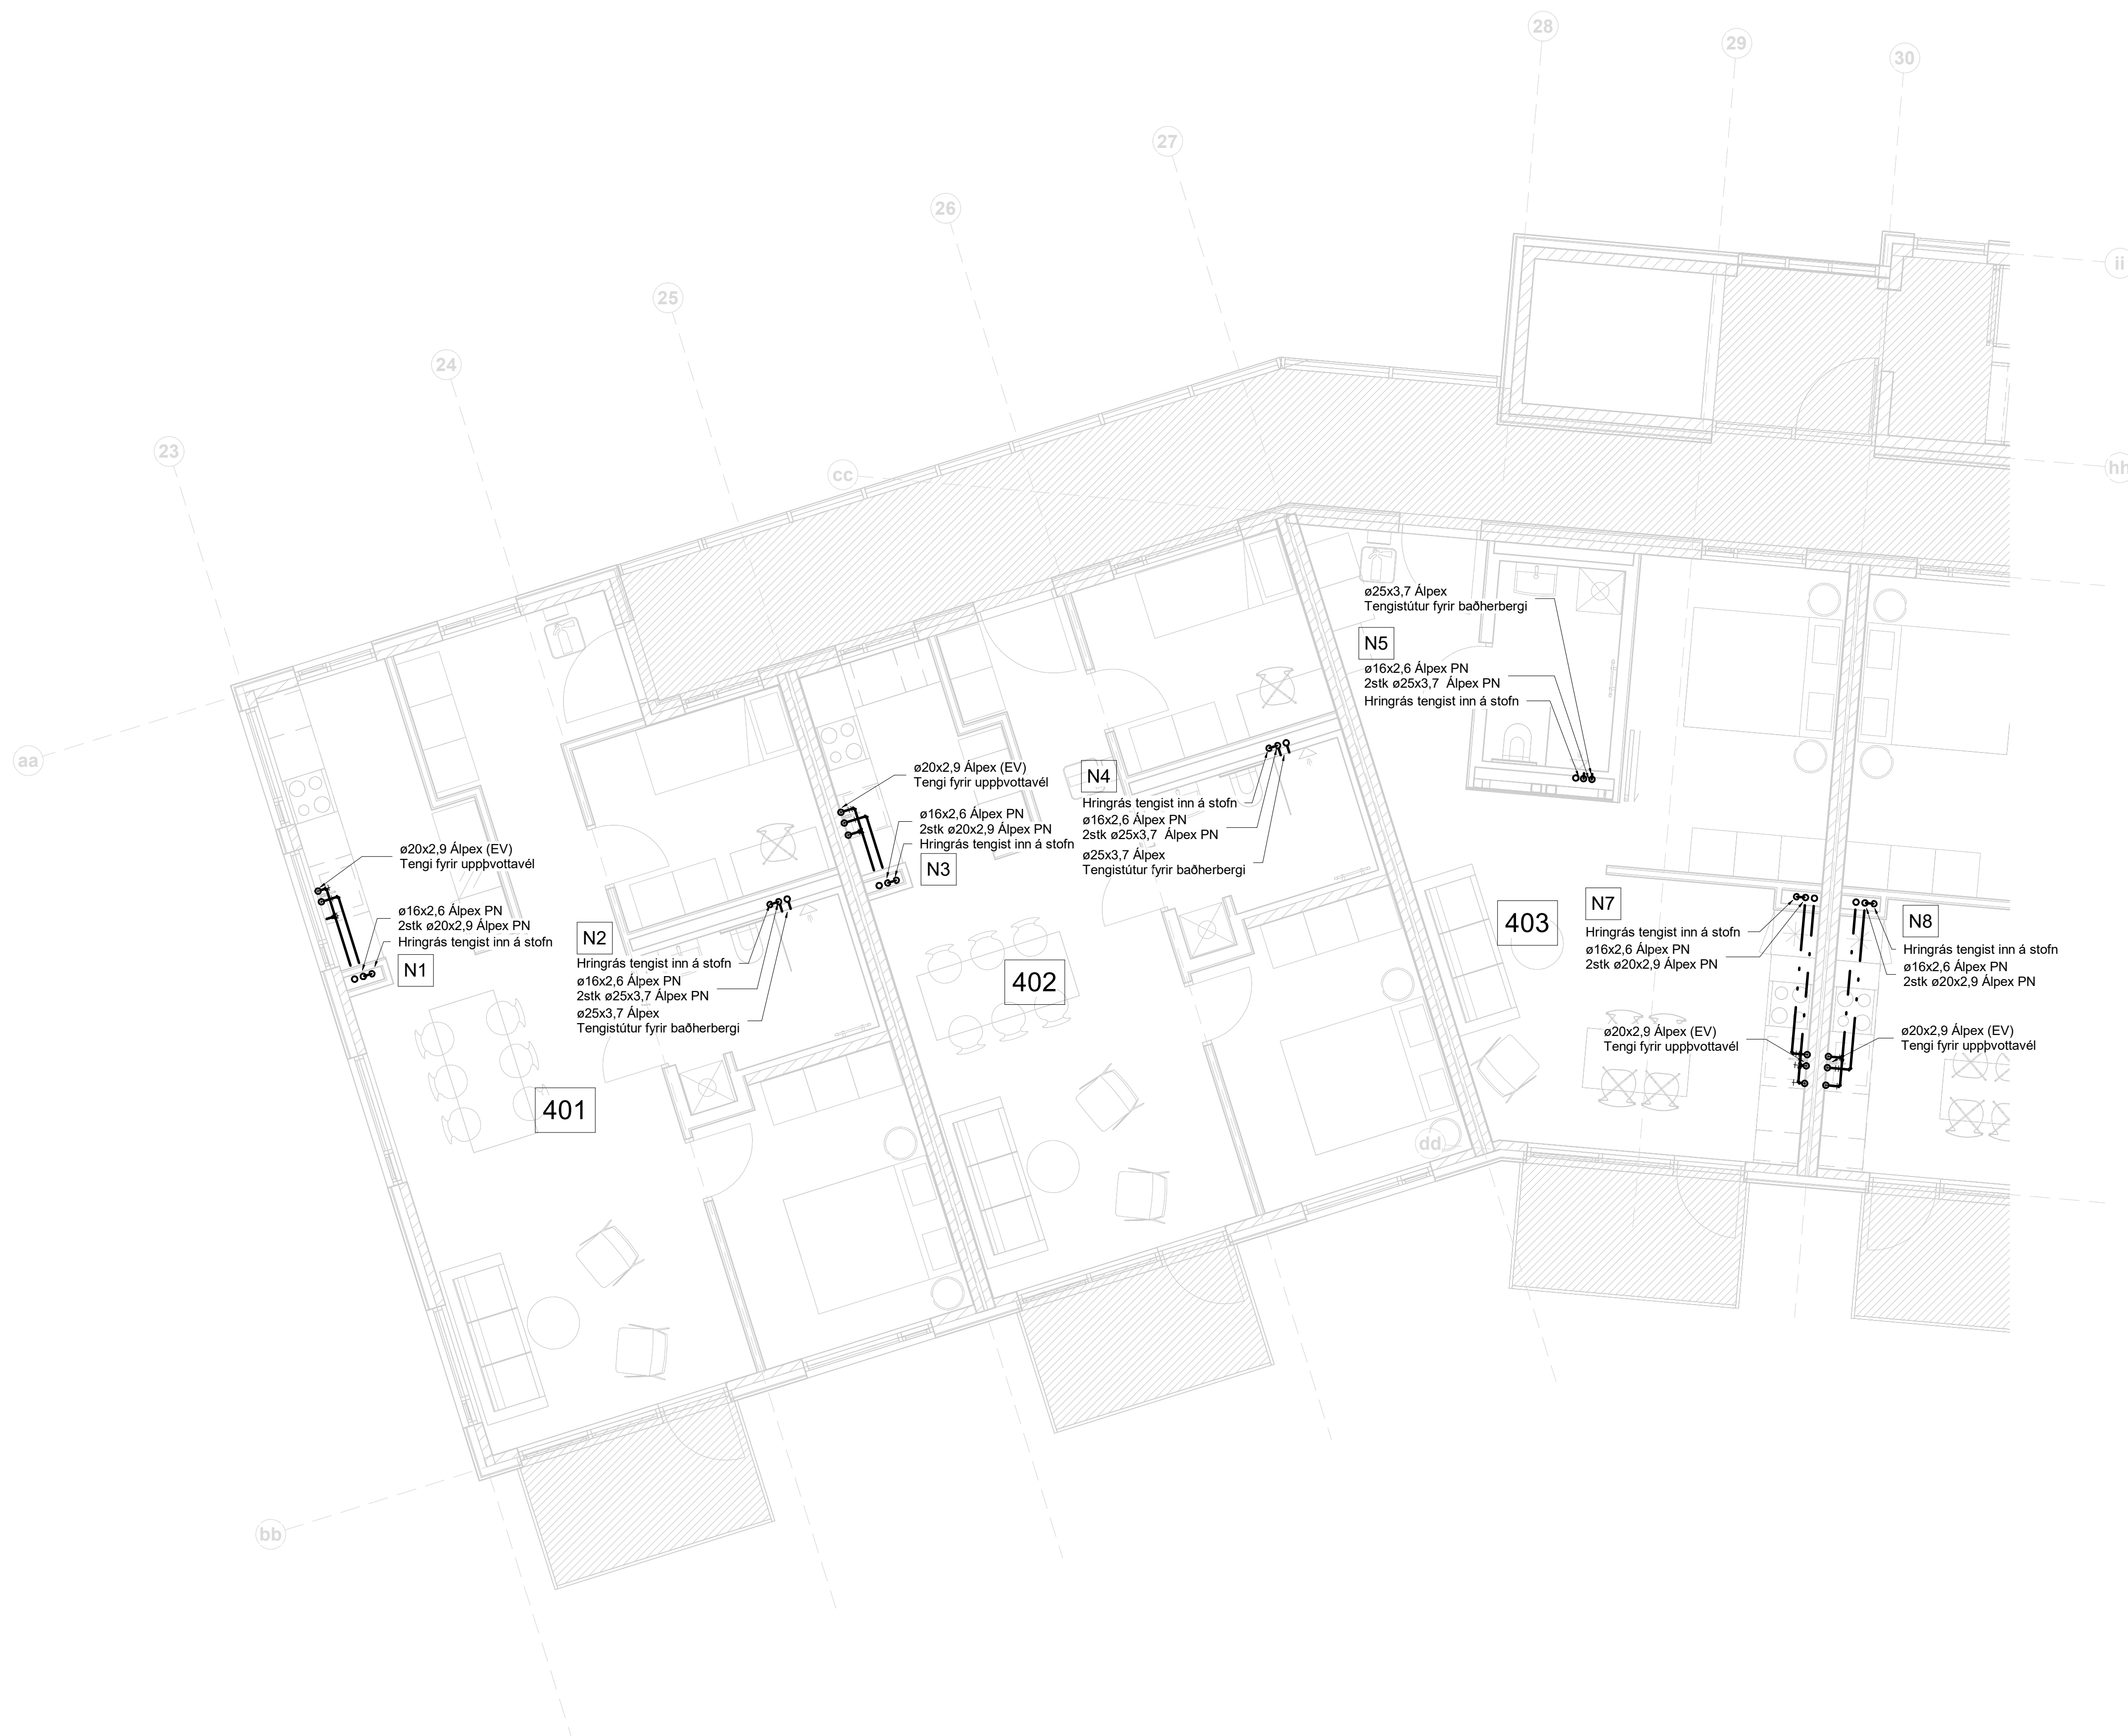 28
29
30
27
26
25
24
23
ii
hh
cc
aa
bb
dd
ø25x3,7 Álpex
Tengistútur fyrir baðherbergi
N5
ø16x2,6 Álpex PN
2stk ø25x3,7 Álpex PN
Hringrás tengist inn á stofn
ø20x2,9 Álpex (EV)
Tengi fyrir uppþvottavél
ø16x2,6 Álpex PN
2stk ø20x2,9 Álpex PN
Hringrás tengist inn á stofn
N3
N4
Hringrás tengist inn á stofn
ø16x2,6 Álpex PN
2stk ø25x3,7 Álpex PN
ø25x3,7 Álpex
Tengistútur fyrir baðherbergi
ø20x2,9 Álpex (EV)
Tengi fyrir uppþvottavél
ø16x2,6 Álpex PN
2stk ø20x2,9 Álpex PN
Hringrás tengist inn á stofn
N1
N2
Hringrás tengist inn á stofn
ø16x2,6 Álpex PN
2stk ø25x3,7 Álpex PN
ø25x3,7 Álpex
Tengistútur fyrir baðherbergi
401
402
403
N7
Hringrás tengist inn á stofn
ø16x2,6 Álpex PN
2stk ø20x2,9 Álpex PN
ø20x2,9 Álpex (EV)
Tengi fyrir uppþvottavél
N8
Hringrás tengist inn á stofn
ø16x2,6 Álpex PN
2stk ø20x2,9 Álpex PN
ø20x2,9 Álpex (EV)
Tengi fyrir uppþvottavél